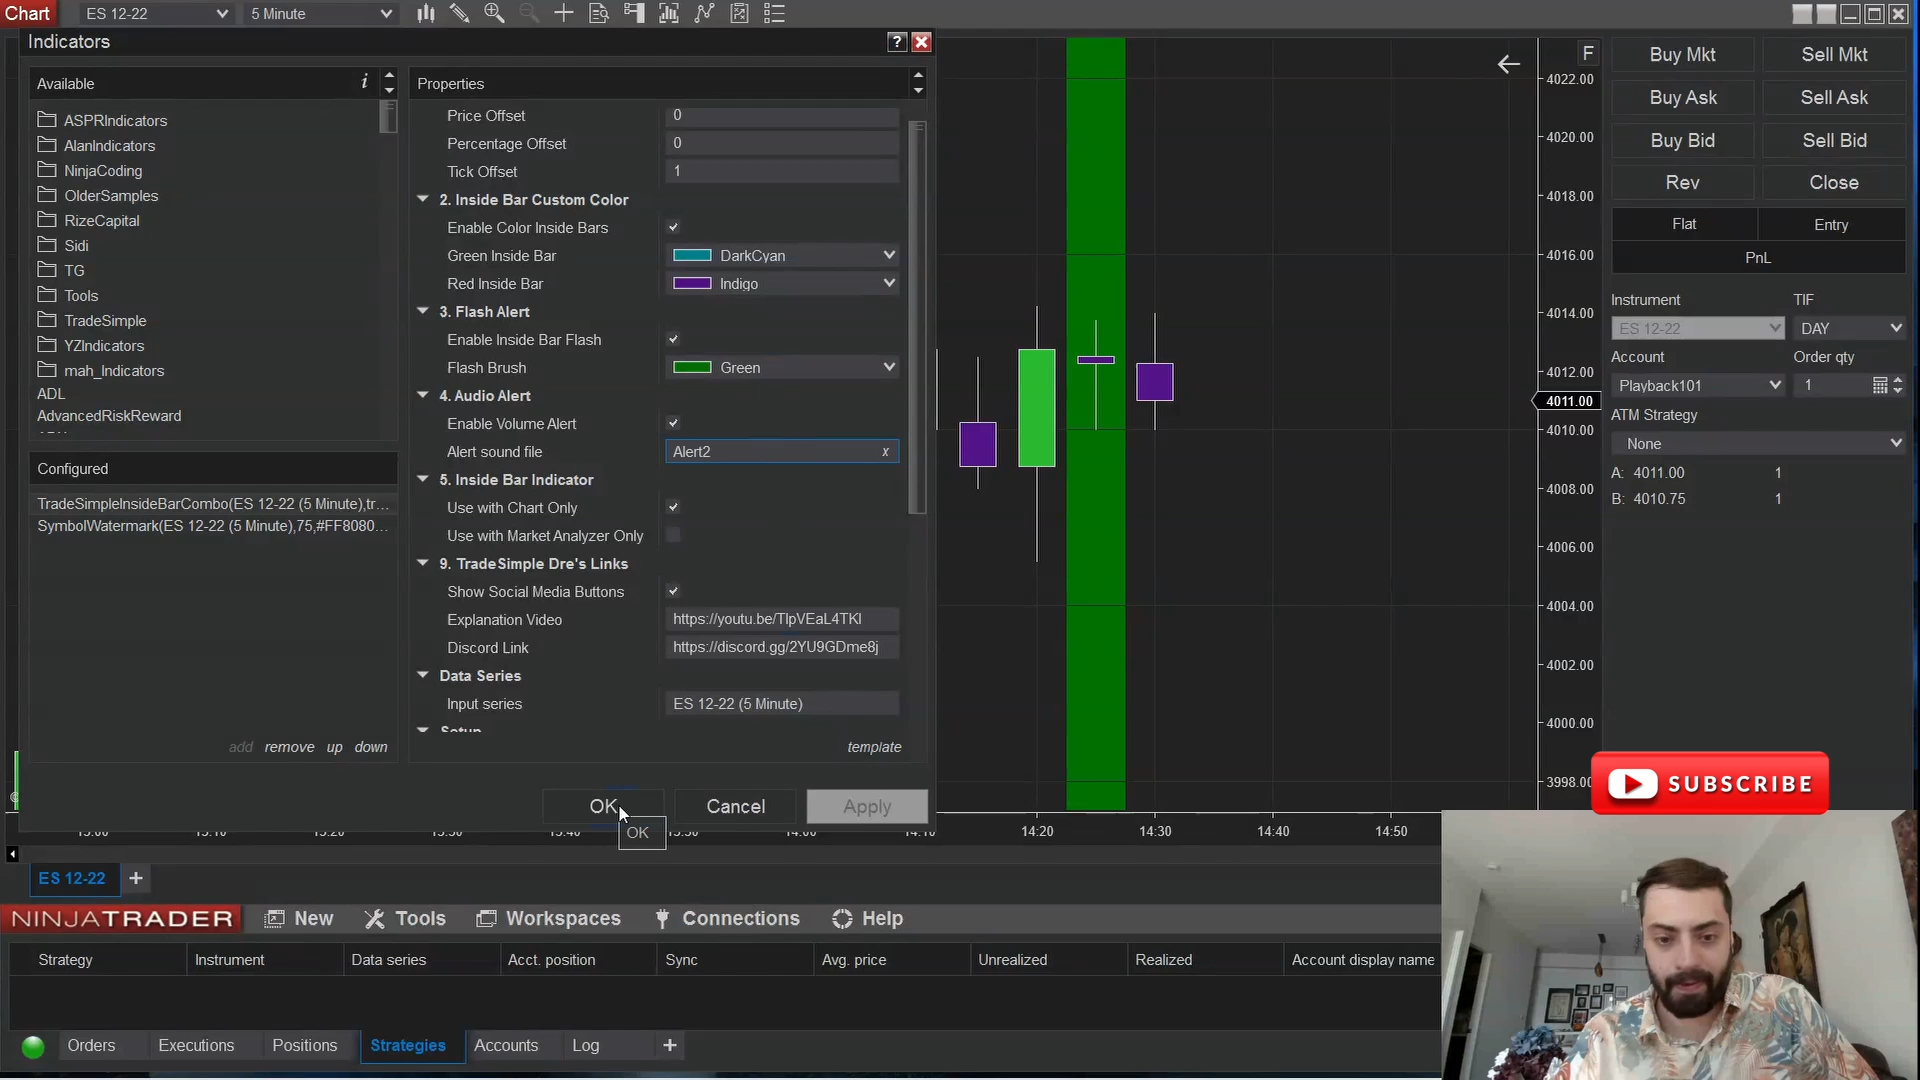 Chart ES 12-22 5 Minute
Indicators ?
Available i
ASPRIndicators
AlanIndicators
NinjaCoding
OlderSamples
RizeCapital
Sidi
TG
Tools
TradeSimple
YZIndicators
mah_Indicators
ADL
AdvancedRiskReward
Configured
TradeSimpleInsideBarCombo(ES 12-22 (5 Minute),tr...
SymbolWatermark(ES 12-22 (5 Minute),75,#FF8080...
add remove up down
Properties
Price Offset 0
Percentage Offset 0
Tick Offset 1
2. Inside Bar Custom Color
Enable Color Inside Bars
Green Inside Bar DarkCyan
Red Inside Bar Indigo
3. Flash Alert
Enable Inside Bar Flash
Flash Brush Green
4. Audio Alert
Enable Volume Alert
Alert sound file Alert2 x
5. Inside Bar Indicator
Use with Chart Only
Use with Market Analyzer Only
9. TradeSimple Dre's Links
Show Social Media Buttons
Explanation Video https://youtu.be/TlpVEaL4TKI
Discord Link https://discord.gg/2YU9GDme8j
Data Series
Input series ES 12-22 (5 Minute)
Setup
template
OK Cancel Apply
OK
F
4022.00
4020.00
4018.00
4016.00
4014.00
4012.00
4011.00
4010.00
4008.00
4006.00
4004.00
4002.00
4000.00
3998.00
14:20 14:30 14:40 14:50
Buy Mkt Sell Mkt
Buy Ask Sell Ask
Buy Bid Sell Bid
Rev Close
Flat Entry
PnL
Instrument TIF
ES 12-22 DAY
Account Order qty
Playback101 1
ATM Strategy
None
A: 4011.00 1
B: 4010.75 1
SUBSCRIBE
ES 12-22 +
NINJATRADER New Tools Workspaces Connections Help
Strategy Instrument Data series Acct. position Sync Avg. price Unrealized Realized Account display name
Orders Executions Positions Strategies Accounts Log +